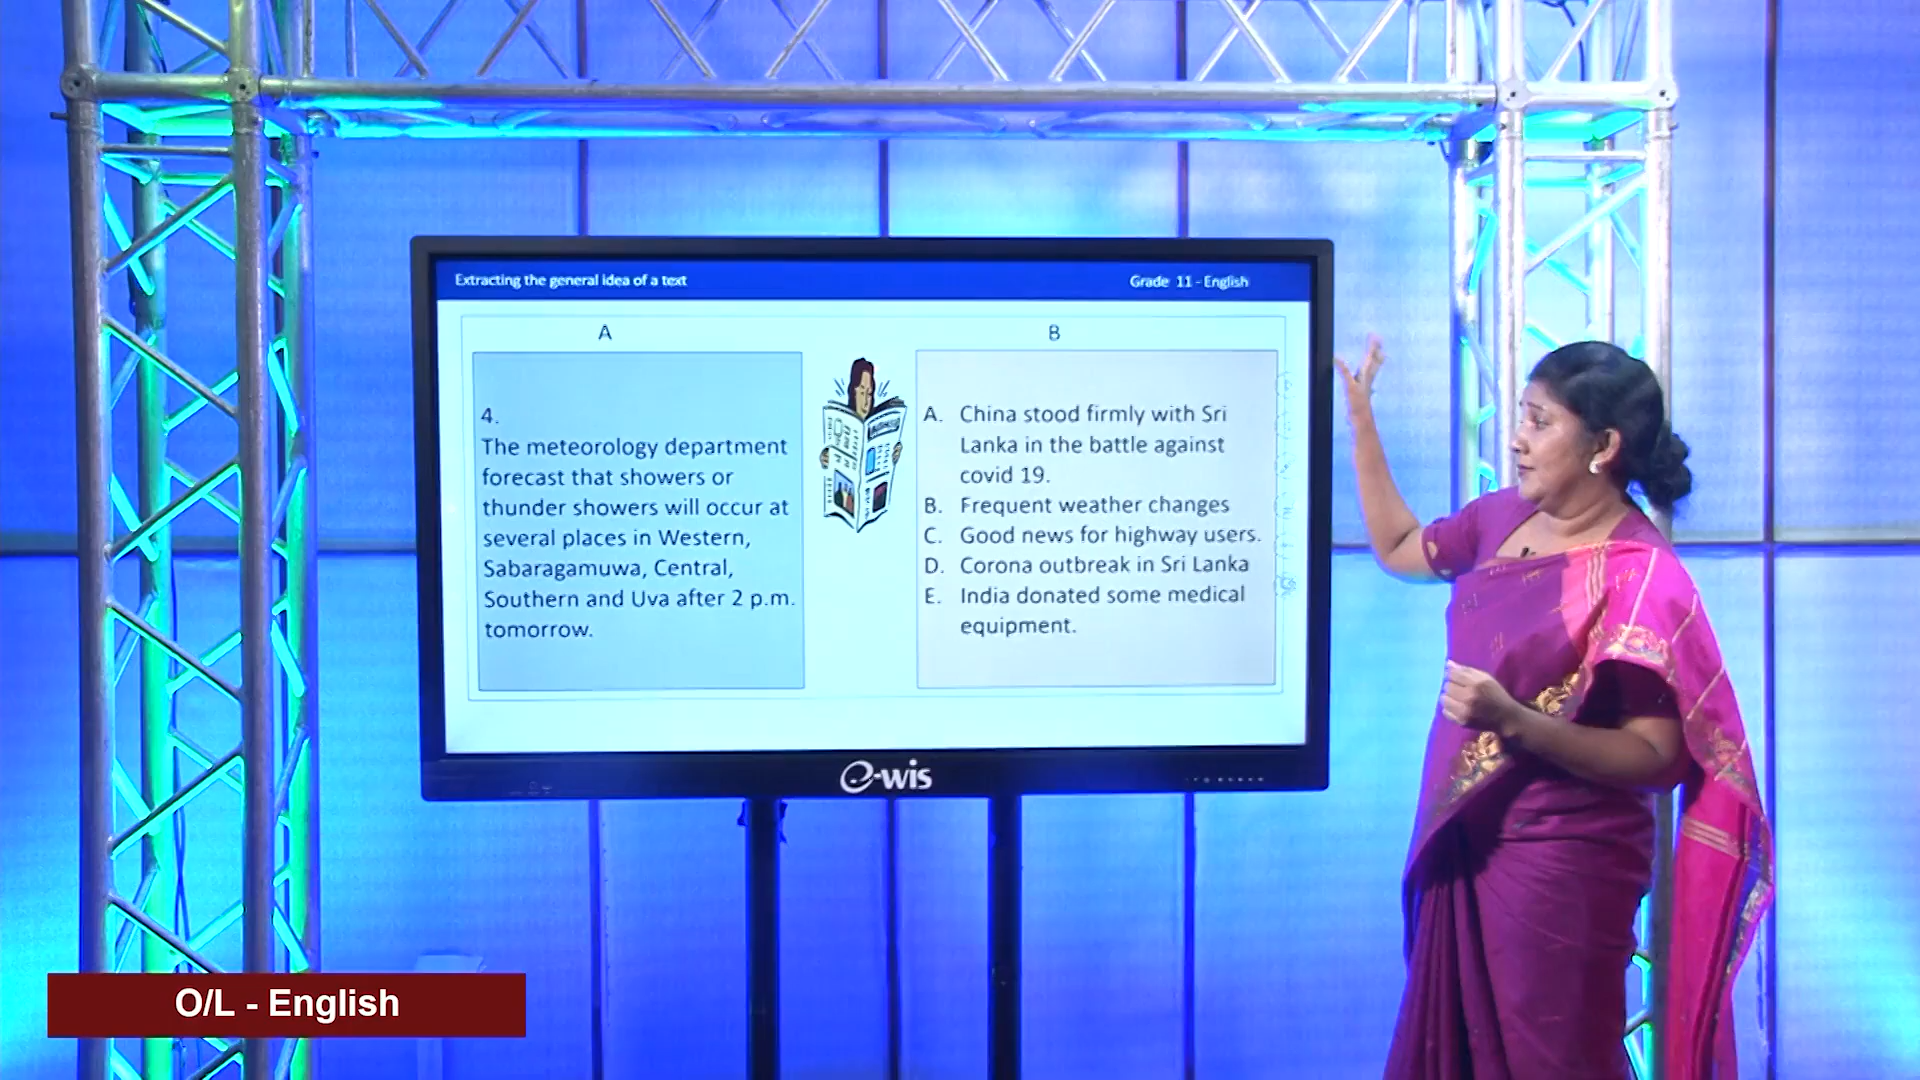 Extracting the general idea of a text
Grade 11 - English
A
B
4.
The meteorology department
forecast that showers or
thunder showers will occur at
several places in Western,
Sabaragamuwa, Central,
Southern and Uva after 2 p.m.
tomorrow.
A. China stood firmly with Sri
Lanka in the battle against
covid 19.
B. Frequent weather changes
C. Good news for highway users.
D. Corona outbreak in Sri Lanka
E. India donated some medical
equipment.
e-wis
O/L - English